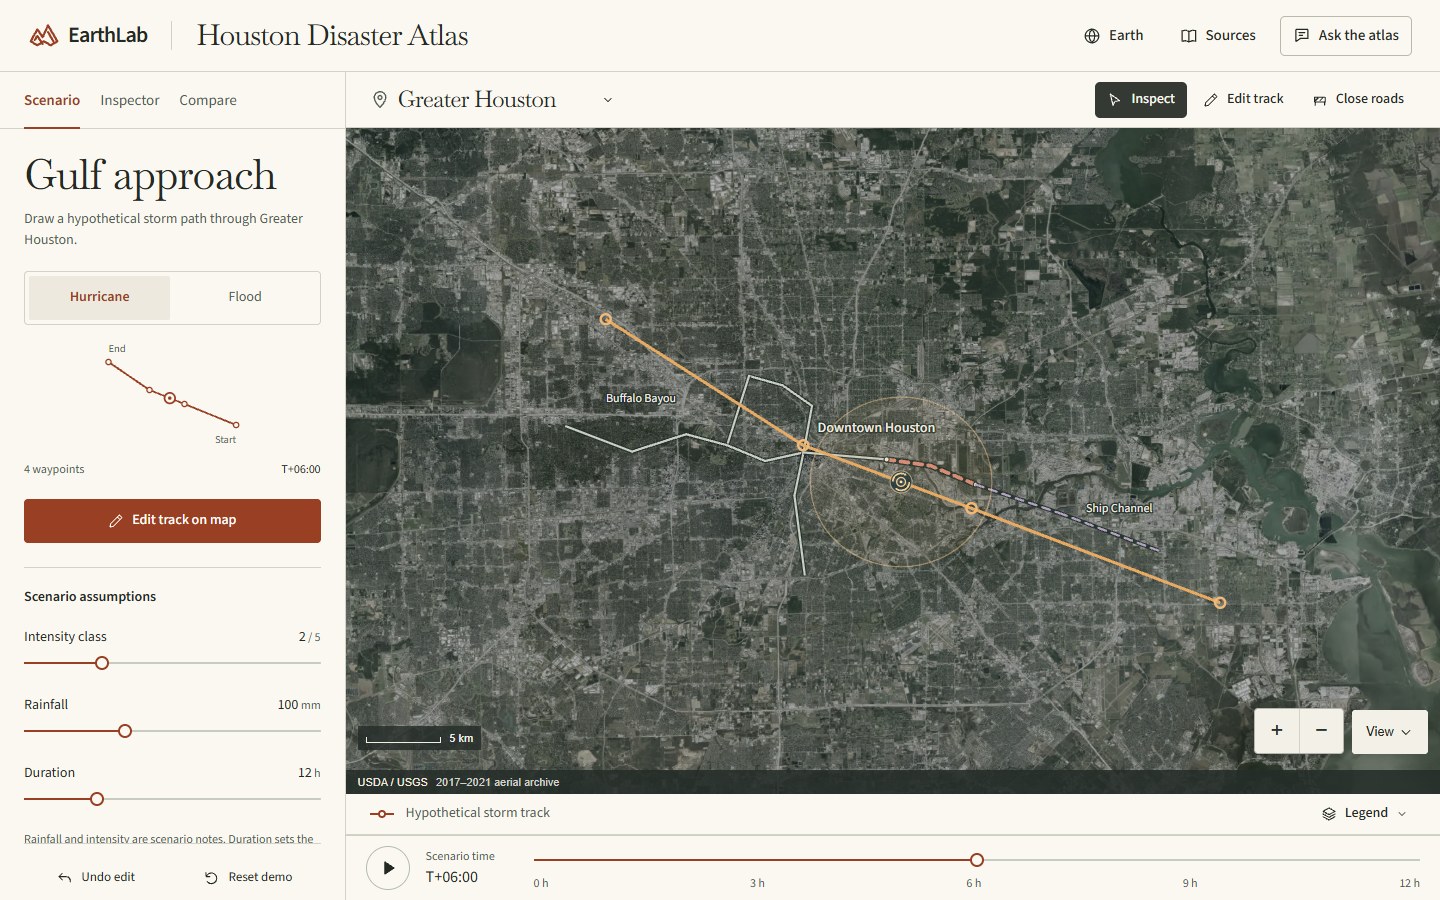 EarthLab
Houston Disaster Atlas
Earth
Sources
Ask the atlas
Scenario
Inspector
Compare
Greater Houston
Inspect
Edit track
Close roads
Gulf approach
Draw a hypothetical storm path through Greater
Houston.
Hurricane
Flood
End
Start
4 waypoints
T+06:00
Edit track on map
Scenario assumptions
Intensity class
2 / 5
Rainfall
100 mm
Duration
12 h
Rainfall and intensity are scenario notes. Duration sets the
Undo edit
Reset demo
Buffalo Bayou
Downtown Houston
Ship Channel
5 km
+
−
View
USDA / USGS 2017–2021 aerial archive
Hypothetical storm track
Legend
Scenario time
T+06:00
0 h
3 h
6 h
9 h
12 h